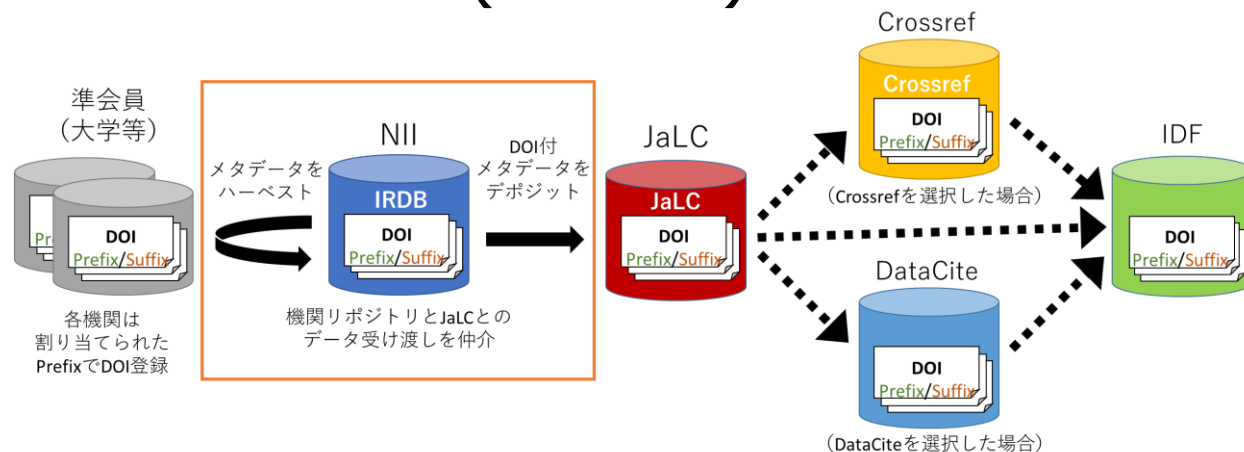 準会員
（大学等）
Pr
DOI
Prefix/Suffix
各機関は
割り当てられた
PrefixでDOI登録
メタデータを
ハーベスト
NII
IRDB
DOI
Prefix/Suffix
DOI付
メタデータを
デポジット
機関リポジトリとJaLCとの
データ受け渡しを仲介
JaLC
JaLC
DOI
Prefix/Suffix
Crossref
Crossref
DOI
Prefix/Suffix
（Crossrefを選択した場合）
DataCite
DOI
Prefix/Suffix
（DataCiteを選択した場合）
IDF
DOI
Prefix/Suffix